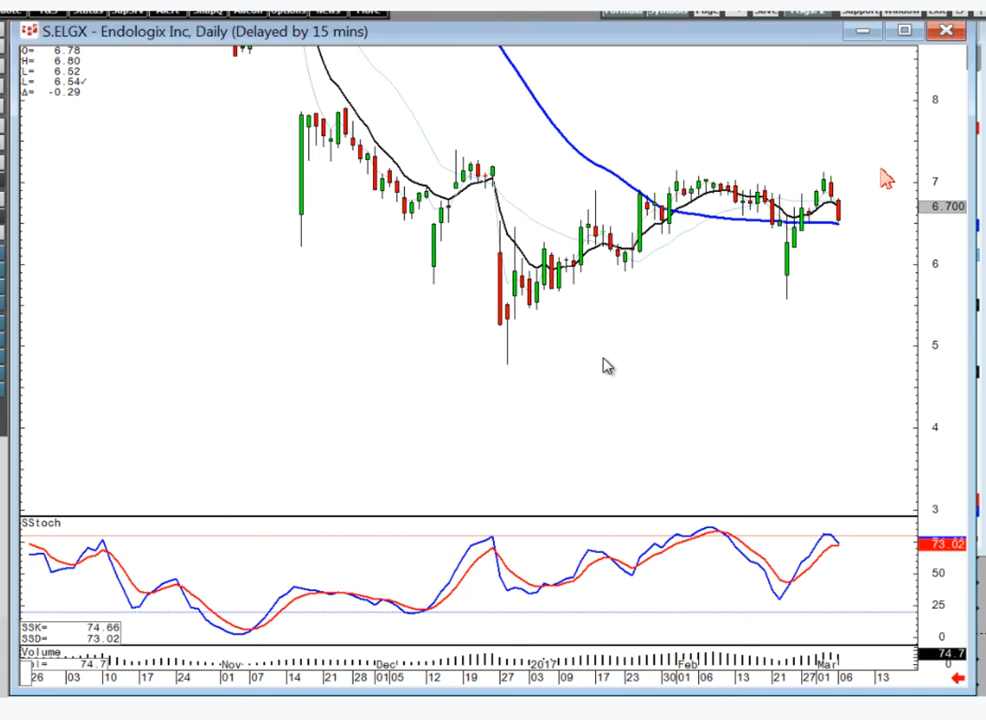 S.ELGX - Endologix Inc, Daily (Delayed by 15 mins)
O= 6.78
H= 6.80
L= 6.52
L= 6.54✓
Δ= -0.29
8
7
6.700
6
5
4
3
SStoch
73.02
50
25
0
SSK= 74.66
SSD= 73.02
Volume
74.7
74.7
0
Nov
Dec
2017
Feb
Mar
26 03 10 17 24 01 07 14 21 28 01 05 12 19 27 03 09 17 23 30 01 06 13 21 27 01 06 13